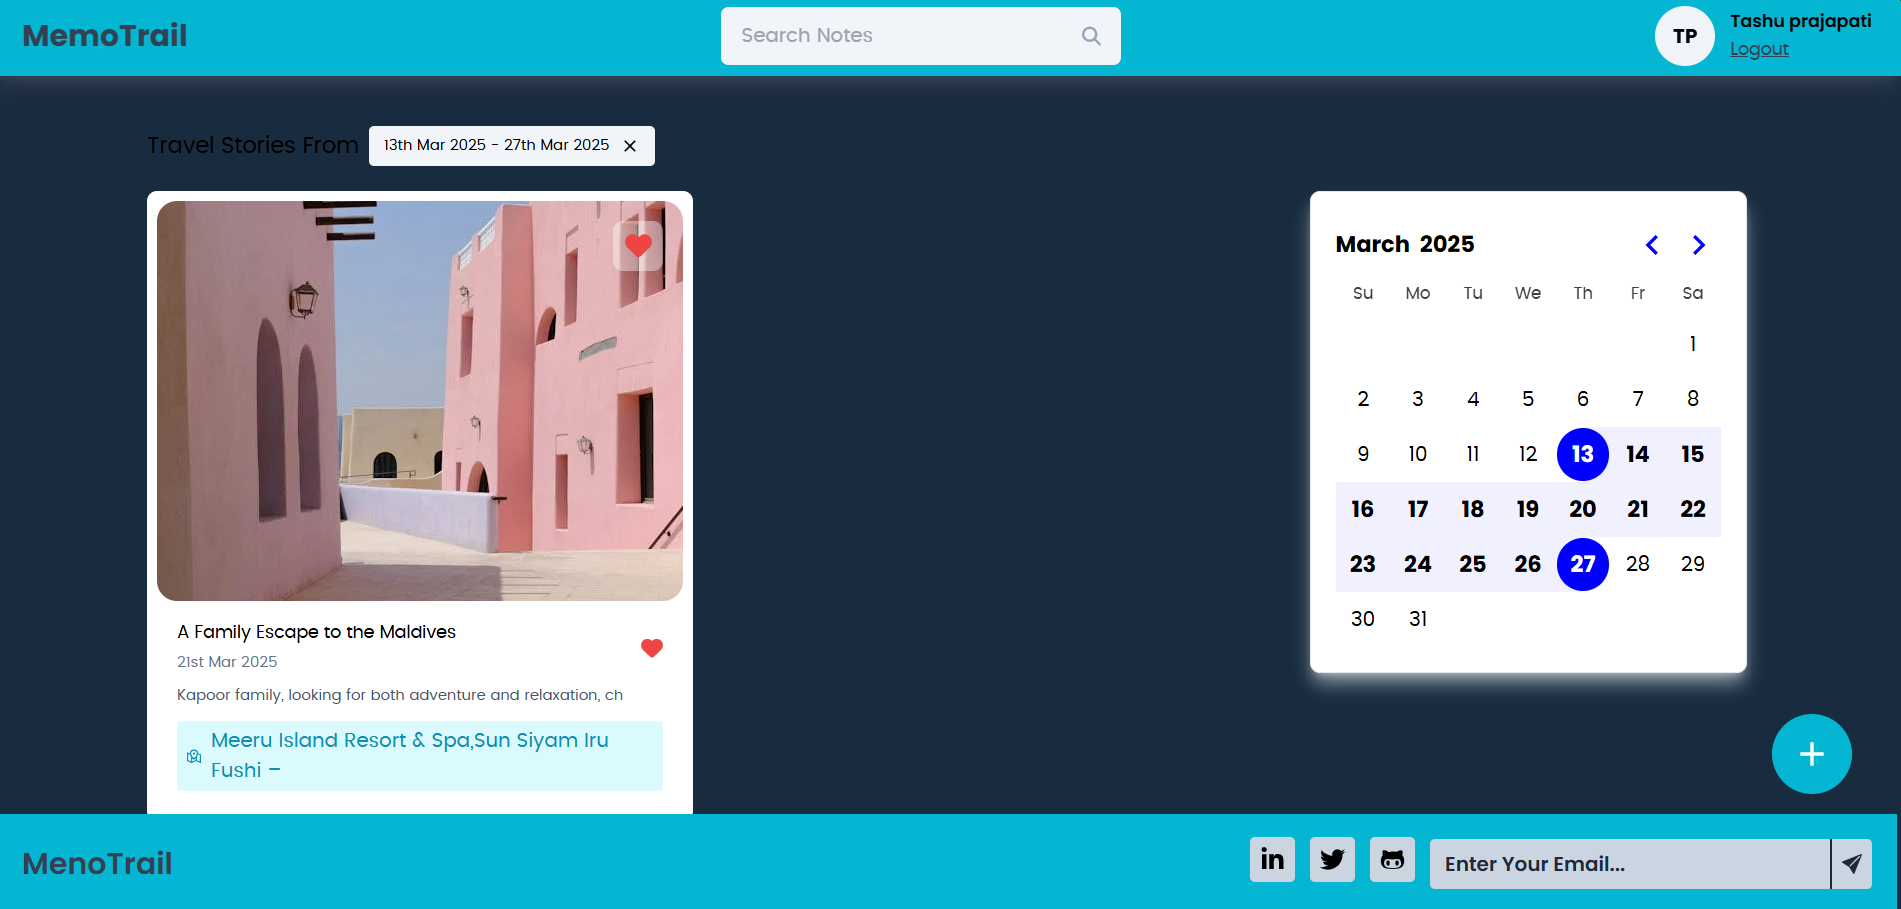 MemoTrail
Search Notes
TP
Tashu prajapati
Logout
Travel Stories From
13th Mar 2025 - 27th Mar 2025
A Family Escape to the Maldives
21st Mar 2025
Kapoor family, looking for both adventure and relaxation, ch
Meeru Island Resort & Spa,Sun Siyam Iru
Fushi –
March 2025
Su Mo Tu We Th Fr Sa
1
2 3 4 5 6 7 8
9 10 11 12 13 14 15
16 17 18 19 20 21 22
23 24 25 26 27 28 29
30 31
MenoTrail
in
Enter Your Email...